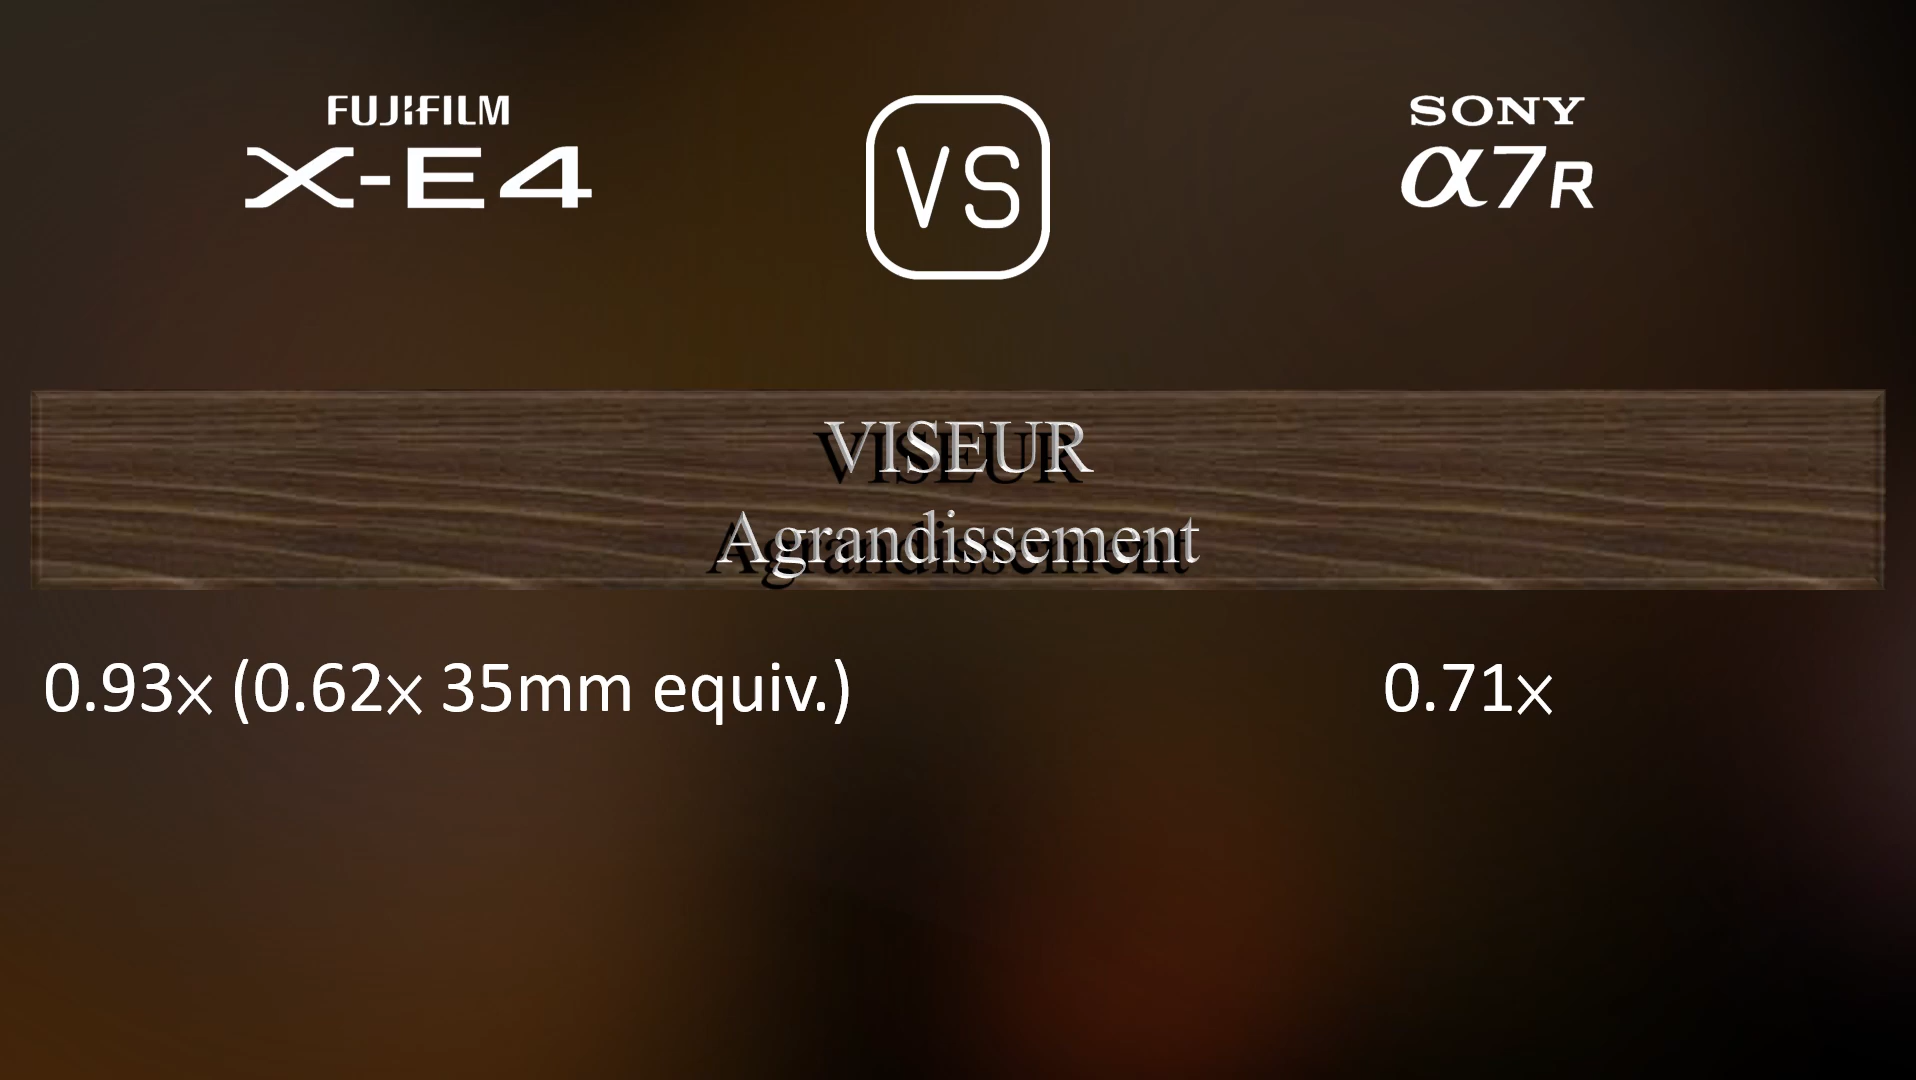 FUJIFILM
X-E4
VS
SONY
α7R
VISEUR
Agrandissement
0.93x (0.62x 35mm equiv.)
0.71x